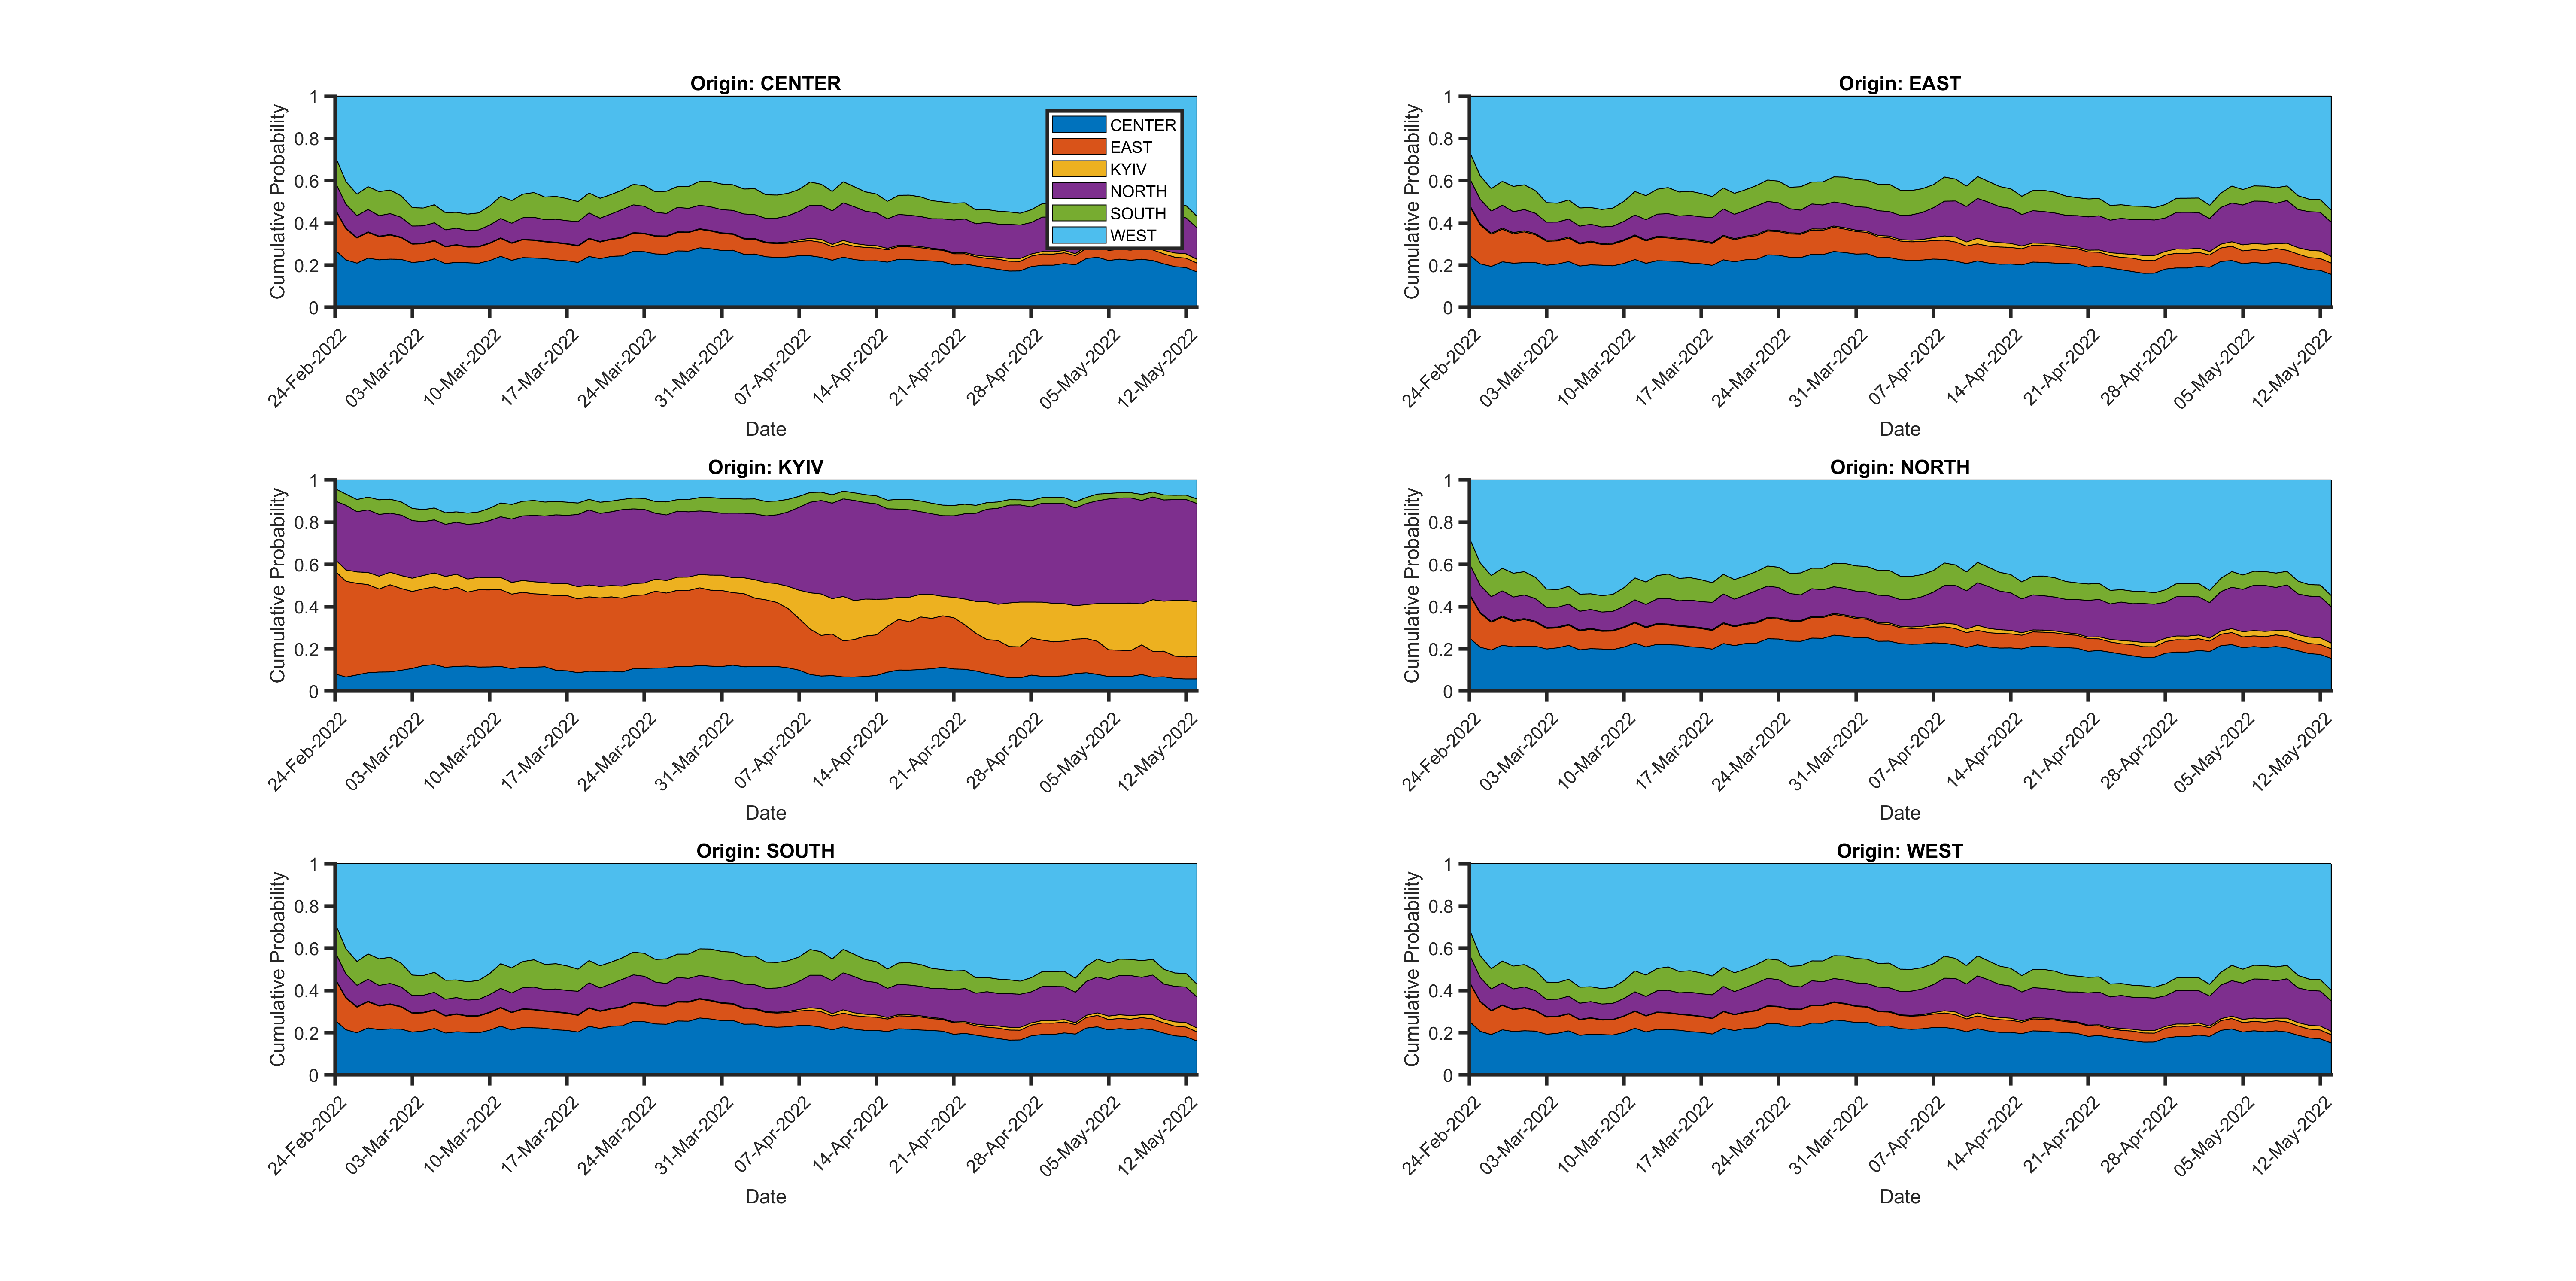 Origin: CENTER
Cumulative Probability
1
0.8
0.6
0.4
0.2
0
CENTER
EAST
KYIV
NORTH
SOUTH
WEST
24-Feb-2022
03-Mar-2022
10-Mar-2022
17-Mar-2022
24-Mar-2022
31-Mar-2022
07-Apr-2022
14-Apr-2022
21-Apr-2022
28-Apr-2022
05-May-2022
12-May-2022
Date
Origin: EAST
Cumulative Probability
1
0.8
0.6
0.4
0.2
0
24-Feb-2022
03-Mar-2022
10-Mar-2022
17-Mar-2022
24-Mar-2022
31-Mar-2022
07-Apr-2022
14-Apr-2022
21-Apr-2022
28-Apr-2022
05-May-2022
12-May-2022
Date
Origin: KYIV
Cumulative Probability
1
0.8
0.6
0.4
0.2
0
24-Feb-2022
03-Mar-2022
10-Mar-2022
17-Mar-2022
24-Mar-2022
31-Mar-2022
07-Apr-2022
14-Apr-2022
21-Apr-2022
28-Apr-2022
05-May-2022
12-May-2022
Date
Origin: NORTH
Cumulative Probability
1
0.8
0.6
0.4
0.2
0
24-Feb-2022
03-Mar-2022
10-Mar-2022
17-Mar-2022
24-Mar-2022
31-Mar-2022
07-Apr-2022
14-Apr-2022
21-Apr-2022
28-Apr-2022
05-May-2022
12-May-2022
Date
Origin: SOUTH
Cumulative Probability
1
0.8
0.6
0.4
0.2
0
24-Feb-2022
03-Mar-2022
10-Mar-2022
17-Mar-2022
24-Mar-2022
31-Mar-2022
07-Apr-2022
14-Apr-2022
21-Apr-2022
28-Apr-2022
05-May-2022
12-May-2022
Date
Origin: WEST
Cumulative Probability
1
0.8
0.6
0.4
0.2
0
24-Feb-2022
03-Mar-2022
10-Mar-2022
17-Mar-2022
24-Mar-2022
31-Mar-2022
07-Apr-2022
14-Apr-2022
21-Apr-2022
28-Apr-2022
05-May-2022
12-May-2022
Date